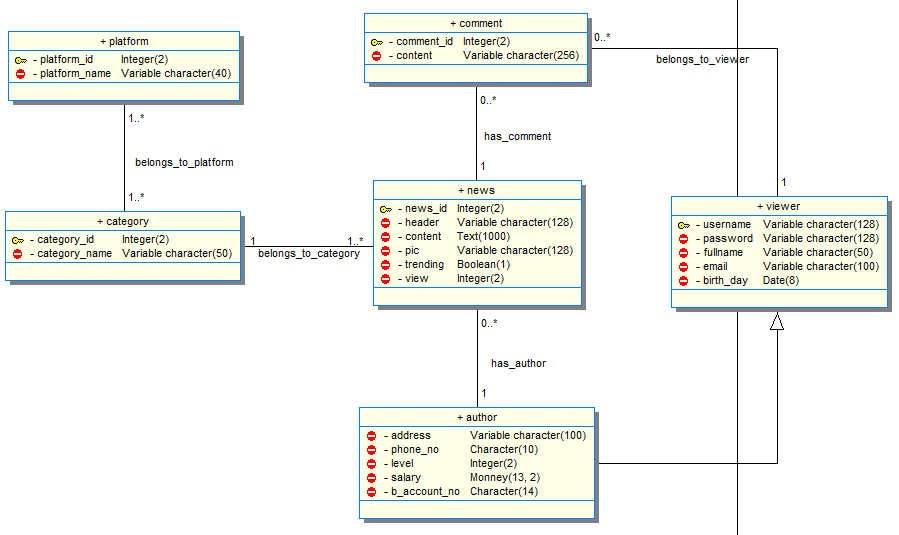 + platform
- platform_id Integer(2)
- platform_name Variable character(40)
+ comment
- comment_id Integer(2)
- content Variable character(256)
0..*
belongs_to_viewer
1
1..*
belongs_to_platform
1..*
0..*
has_comment
1
+ category
- category_id Integer(2)
- category_name Variable character(50)
1
1..*
belongs_to_category
+ news
- news_id Integer(2)
- header Variable character(128)
- content Text(1000)
- pic Variable character(128)
- trending Boolean(1)
- view Integer(2)
+ viewer
- username Variable character(128)
- password Variable character(128)
- fullname Variable character(50)
- email Variable character(100)
- birth_day Date(8)
0..*
has_author
1
+ author
- address Variable character(100)
- phone_no Character(10)
- level Integer(2)
- salary Monney(13, 2)
- b_account_no Character(14)